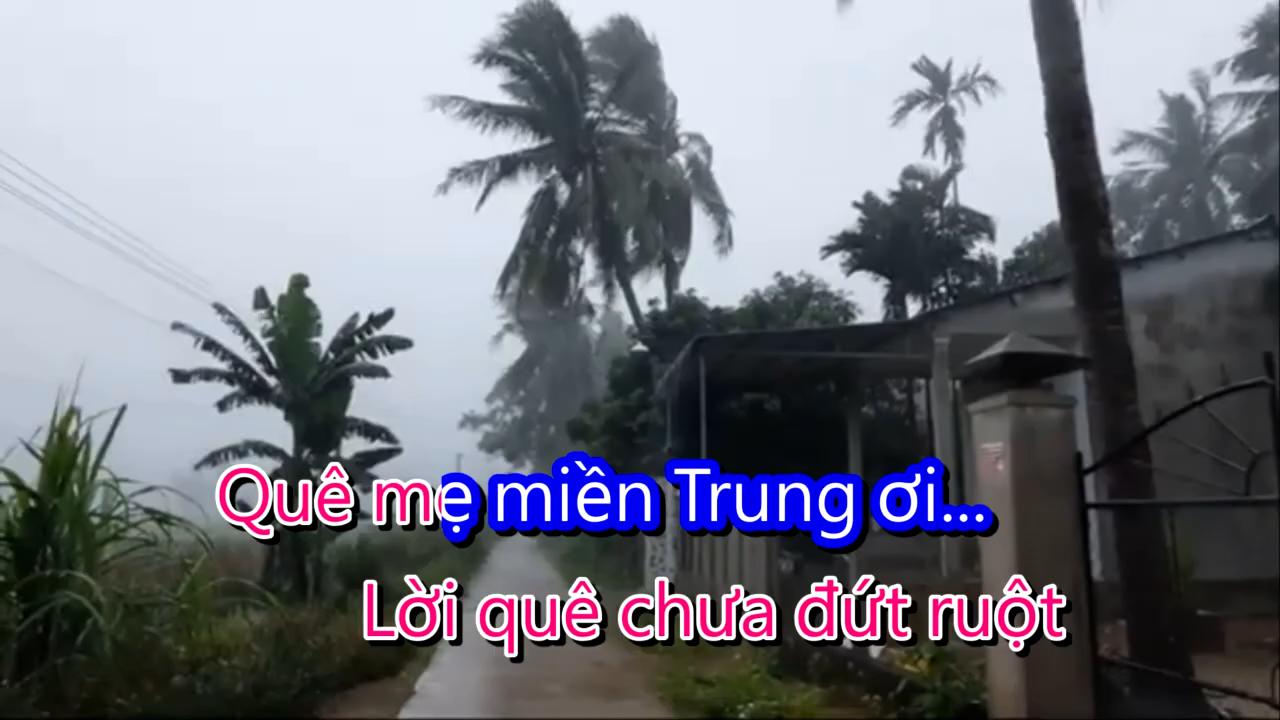 Quê mẹ miền Trung ơi...
Lời quê chưa đứt ruột